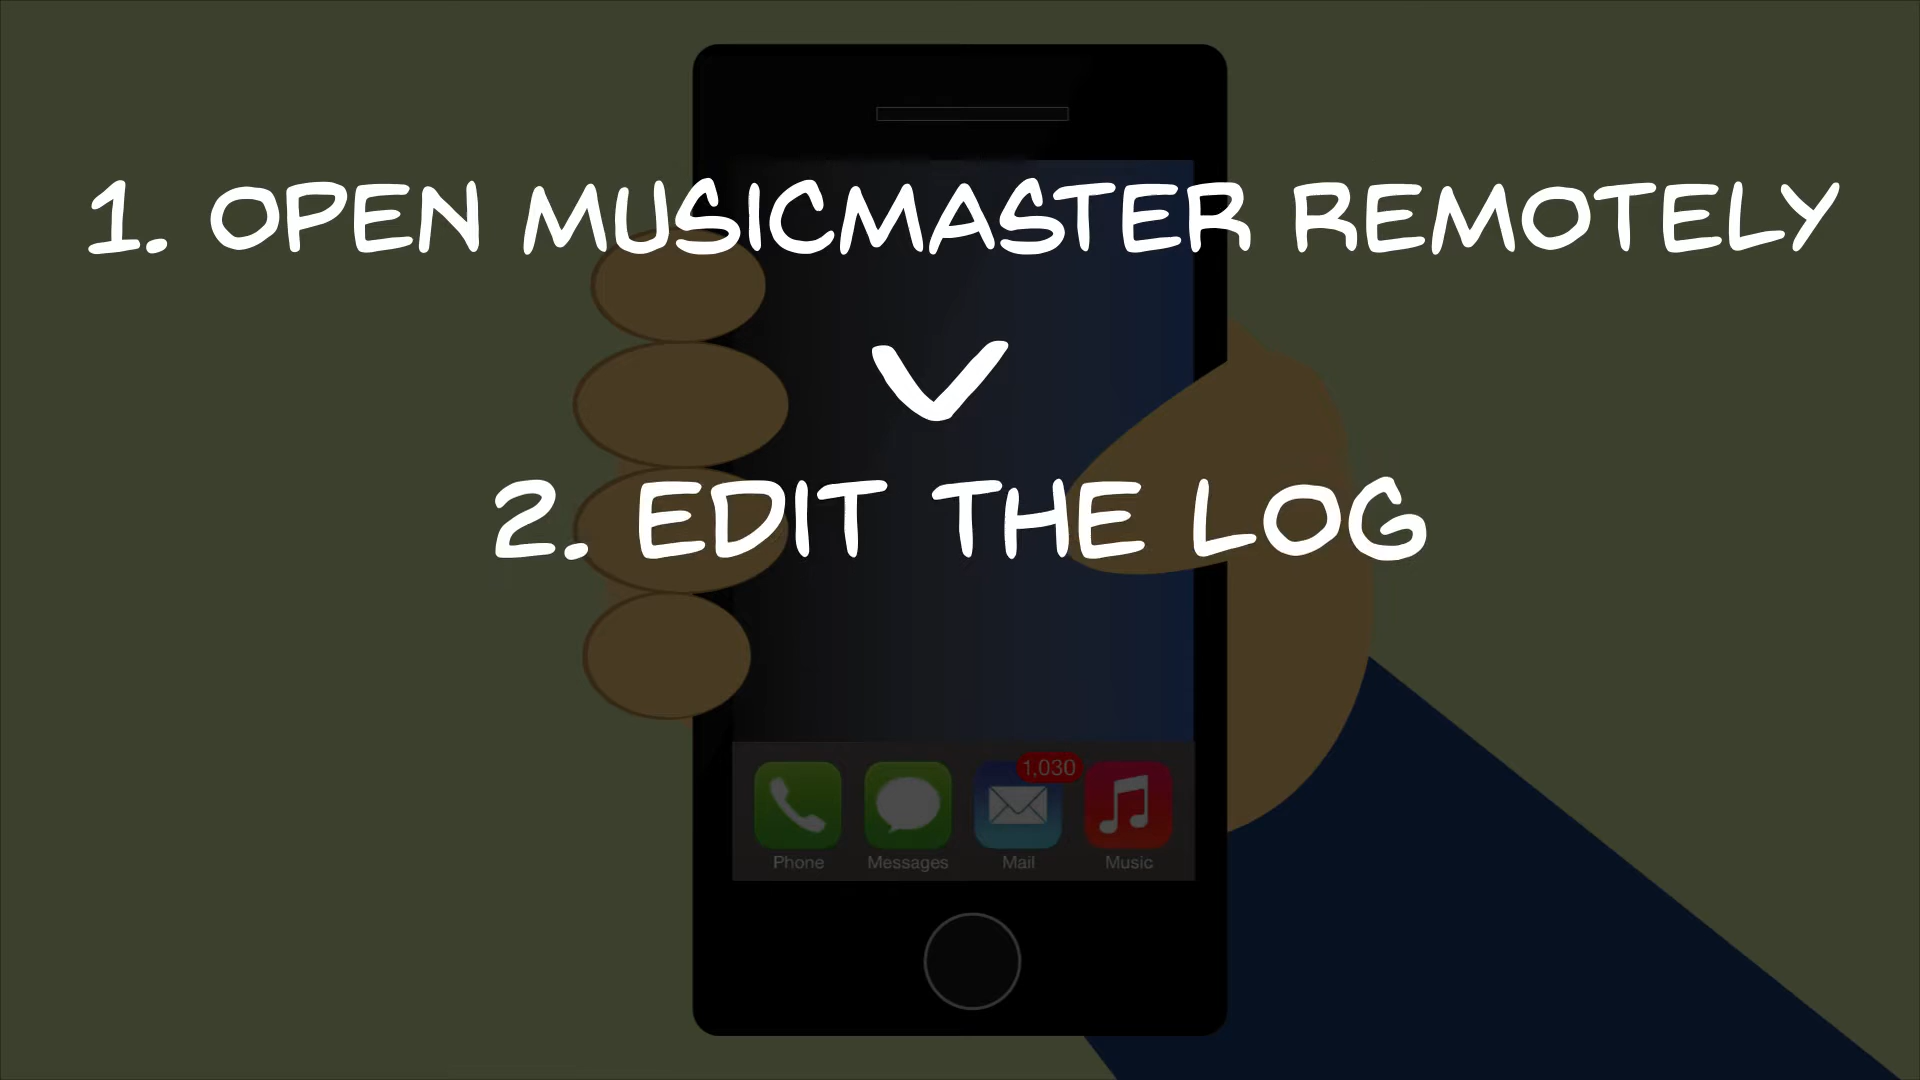 1. OPEN MUSICMASTER REMOTELY
2. EDIT THE LOG
1,030
Phone Messages Mail Music